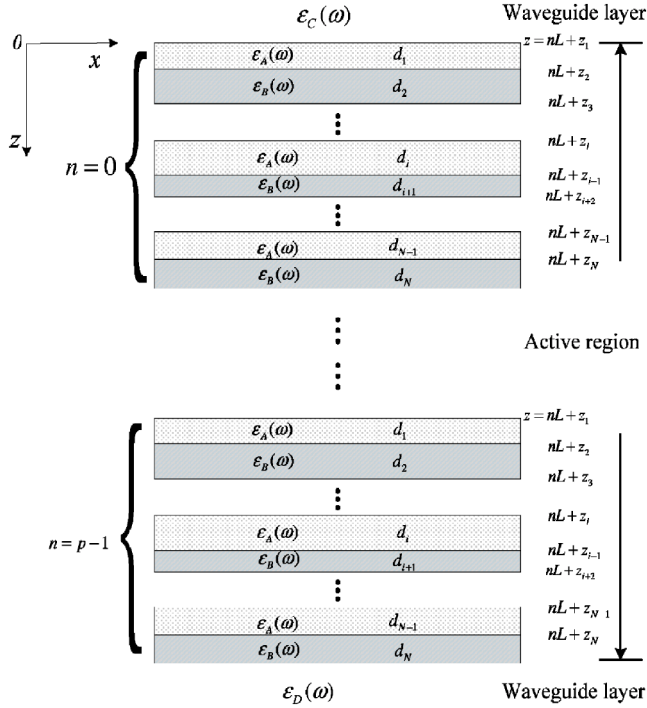 ε_C(ω) Waveguide layer
0 x z = nL + z_1
ε_A(ω) d_1
nL + z_2
ε_B(ω) d_2
nL + z_3
z
n = 0
nL + z_i
ε_A(ω) d_i
nL + z_{i-1}
ε_B(ω) d_{i+1}
nL + z_{i+2}
nL + z_{N-1}
ε_A(ω) d_{N-1}
nL + z_N
ε_B(ω) d_N
Active region
z = nL + z_1
ε_A(ω) d_1
nL + z_2
ε_B(ω) d_2
nL + z_3
nL + z_i
n = p - 1
ε_A(ω) d_i
nL + z_{i-1}
ε_B(ω) d_{i+1}
nL + z_{i+2}
nL + z_{N-1}
ε_A(ω) d_{N-1}
nL + z_N
ε_B(ω) d_N
ε_D(ω) Waveguide layer